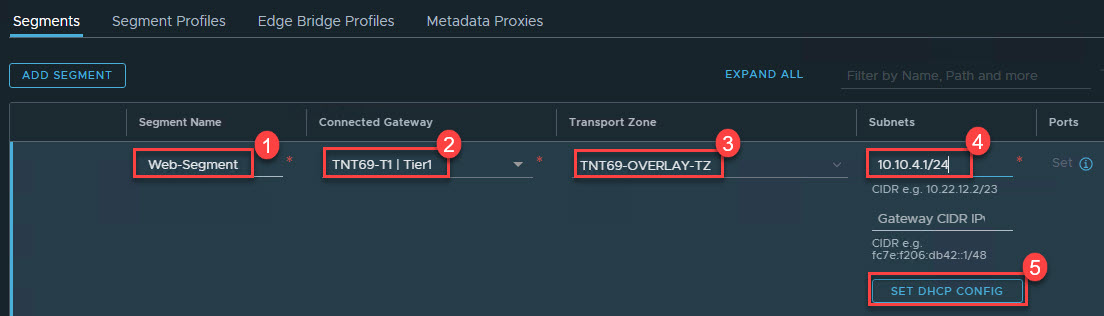 Segments Segment Profiles Edge Bridge Profiles Metadata Proxies
ADD SEGMENT EXPAND ALL Filter by Name, Path and more
Segment Name Connected Gateway Transport Zone Subnets Ports
1 2 3 4
Web-Segment * TNT69-T1 | Tier1 * TNT69-OVERLAY-TZ 10.10.4.1/24 * Set
CIDR e.g. 10.22.12.2/23
Gateway CIDR IPv
CIDR e.g.
fc7e:f206:db42::1/48
5
SET DHCP CONFIG